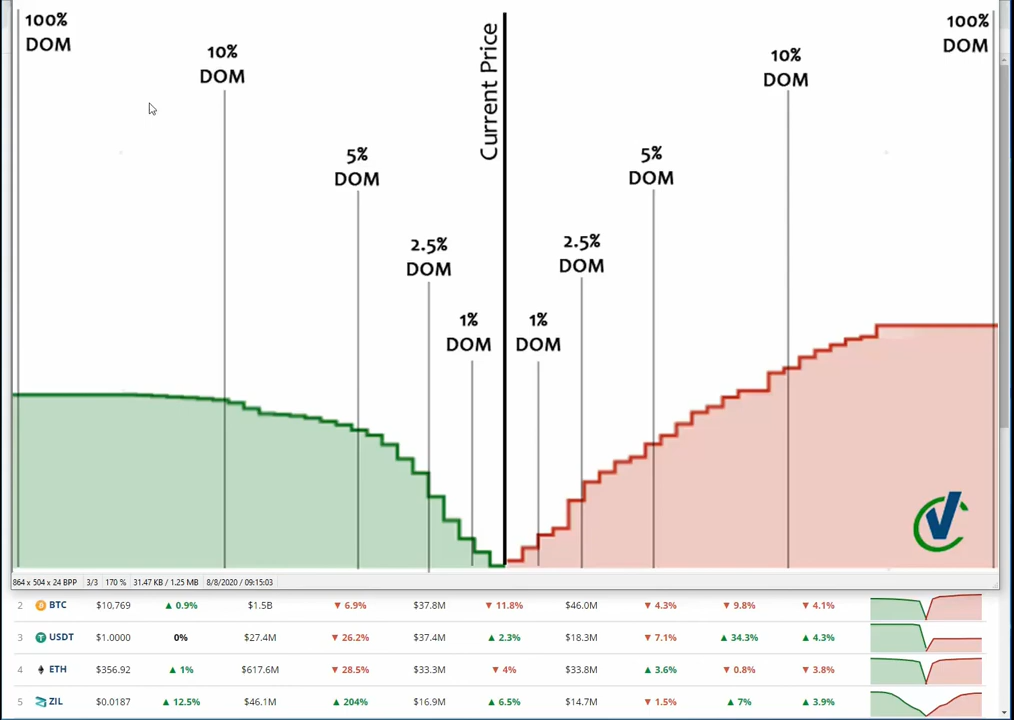 100%
DOM
10%
DOM
5%
DOM
2.5%
DOM
1%
DOM
Current Price
1%
DOM
2.5%
DOM
5%
DOM
10%
DOM
100%
DOM
864 x 504 x 24 BPP 3/3 170 % 31.47 KB / 1.25 MB 8/8/2020 / 09:15:03
2 BTC $10,769 ▲ 0.9% $1.5B ▼ 6.9% $37.8M ▼ 11.8% $46.0M ▼ 4.3% ▼ 9.8% ▼ 4.1%
3 USDT $1.0000 0% $27.4M ▼ 26.2% $37.4M ▲ 2.3% $18.3M ▼ 7.1% ▲ 34.3% ▲ 4.3%
4 ETH $356.92 ▲ 1% $617.6M ▼ 28.5% $33.3M ▼ 4% $33.8M ▲ 3.6% ▼ 0.8% ▼ 3.8%
5 ZIL $0.0187 ▲ 12.5% $46.1M ▲ 204% $16.9M ▲ 6.5% $14.7M ▼ 1.5% ▲ 7% ▲ 3.9%